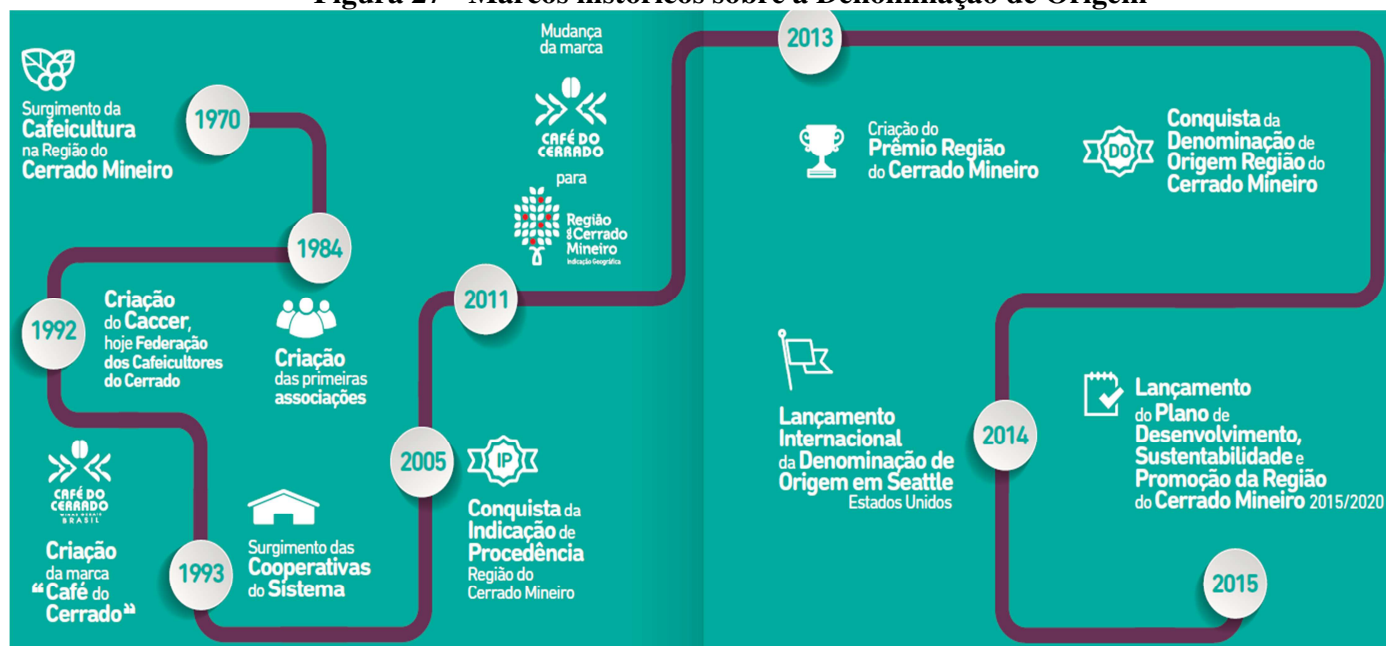 Figura 27 - Marcos históricos sobre a Denominação de Origem
Surgimento da
Cafeicultura
na Região do
Cerrado Mineiro
1970
1984
Criação
das primeiras
associações
1992
Criação
do Caccer,
hoje Federação
dos Cafeicultores
do Cerrado
CAFÉ DO
CERRADO
MINAS GERAIS
BRASIL
Criação
da marca
“Café do
Cerrado”
1993
Surgimento das
Cooperativas
do Sistema
2005
IP
Conquista da
Indicação de
Procedência
Região do
Cerrado Mineiro
2011
Mudança
da marca
CAFÉ DO
CERRADO
para
Região
do Cerrado
Mineiro
Indicação Geográfica
2013
Criação do
Prêmio Região
do Cerrado Mineiro
DO
Conquista da
Denominação de
Origem Região do
Cerrado Mineiro
Lançamento
Internacional
da Denominação de
Origem em Seattle
Estados Unidos
2014
Lançamento
do Plano de
Desenvolvimento,
Sustentabilidade e
Promoção da Região
do Cerrado Mineiro 2015/2020
2015